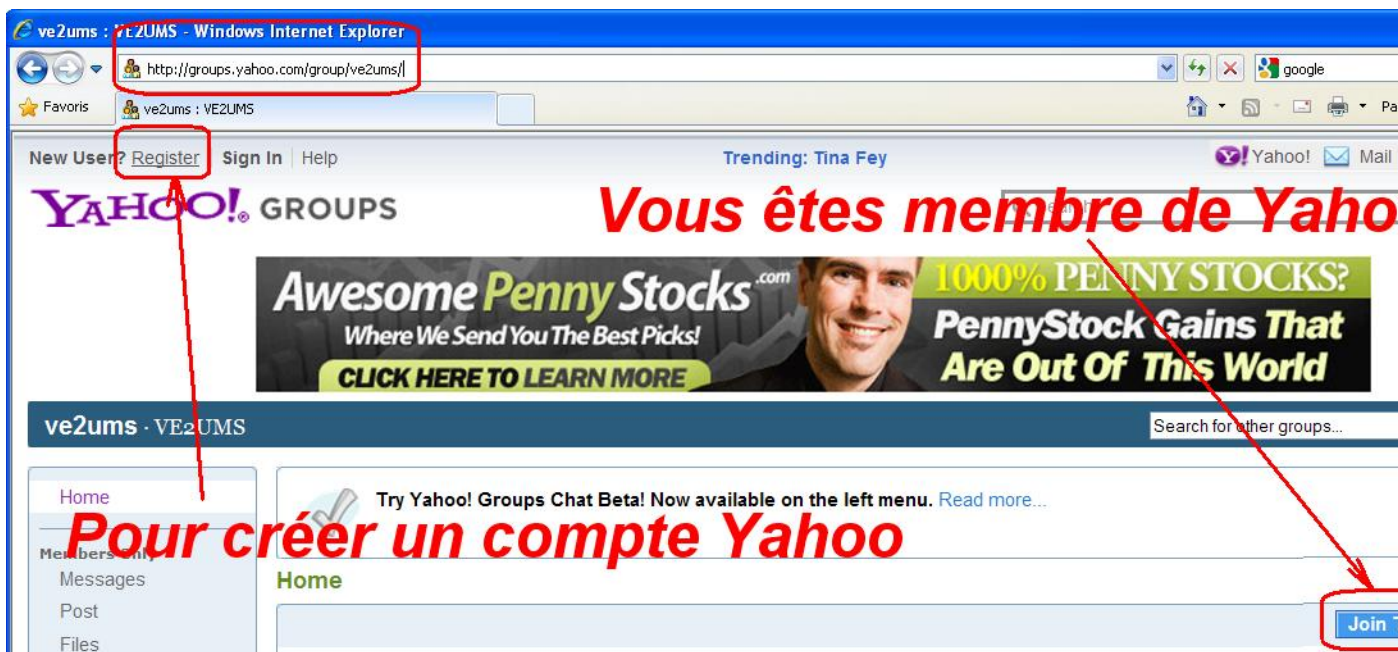 ve2ums : VE2UMS - Windows Internet Explorer
http://groups.yahoo.com/group/ve2ums/
google
Favoris
ve2ums : VE2UMS
Pa
New User? Register Sign In Help
Trending: Tina Fey
Y! Yahoo! Mail
YAHOO!® GROUPS
Vous êtes membre de Yaho
Awesome Penny Stocks .com
Where We Send You The Best Picks!
CLICK HERE TO LEARN MORE
1000% PENNY STOCKS?
PennyStock Gains That
Are Out Of This World
ve2ums · VE2UMS
Search for other groups...
Home
Try Yahoo! Groups Chat Beta! Now available on the left menu. Read more...
Pour créer un compte Yahoo
Members Only
Messages
Post
Files
Home
Join T